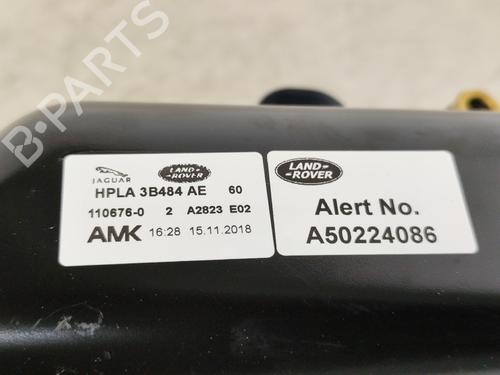 JAGUAR
LAND-
-ROVER
HPLA 3B484 AE 60
110676-0 2 A2823 E02
AMK 16:28 15.11.2018
LAND-
-ROVER
Alert No.
A50224086
B-PARTS